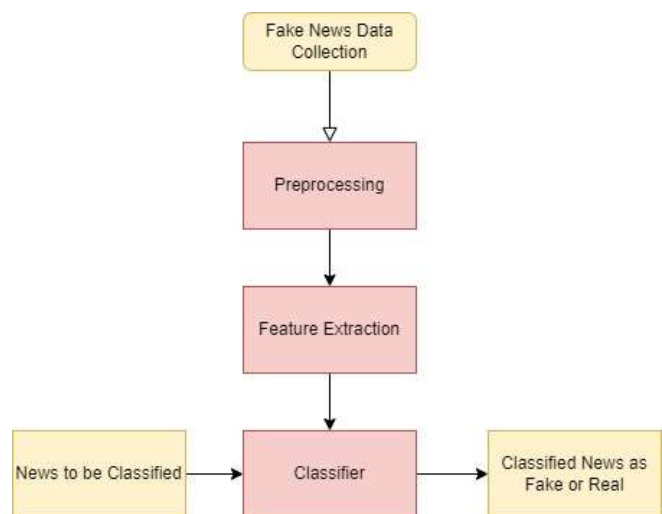 Fake News Data
Collection
Preprocessing
Feature Extraction
News to be Classified
Classifier
Classified News as
Fake or Real